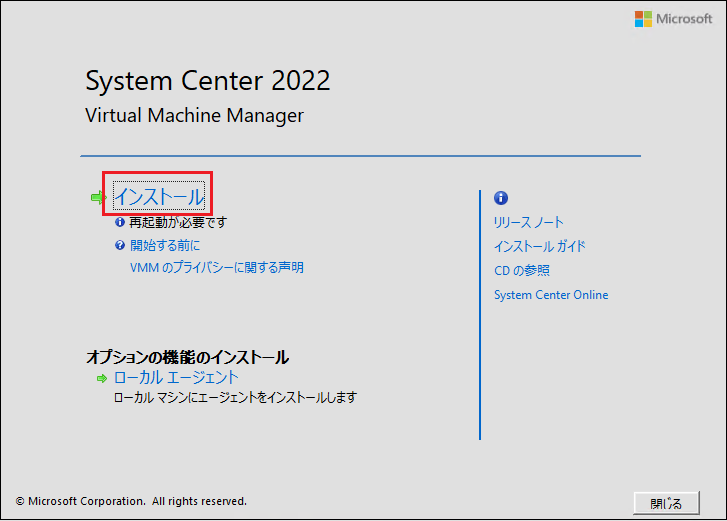 Microsoft
System Center 2022
Virtual Machine Manager
インストール
再起動が必要です
開始する前に
VMM のプライバシーに関する声明
リリース ノート
インストール ガイド
CD の参照
System Center Online
オプションの機能のインストール
ローカル エージェント
ローカル マシンにエージェントをインストールします
© Microsoft Corporation. All rights reserved.
閉じる